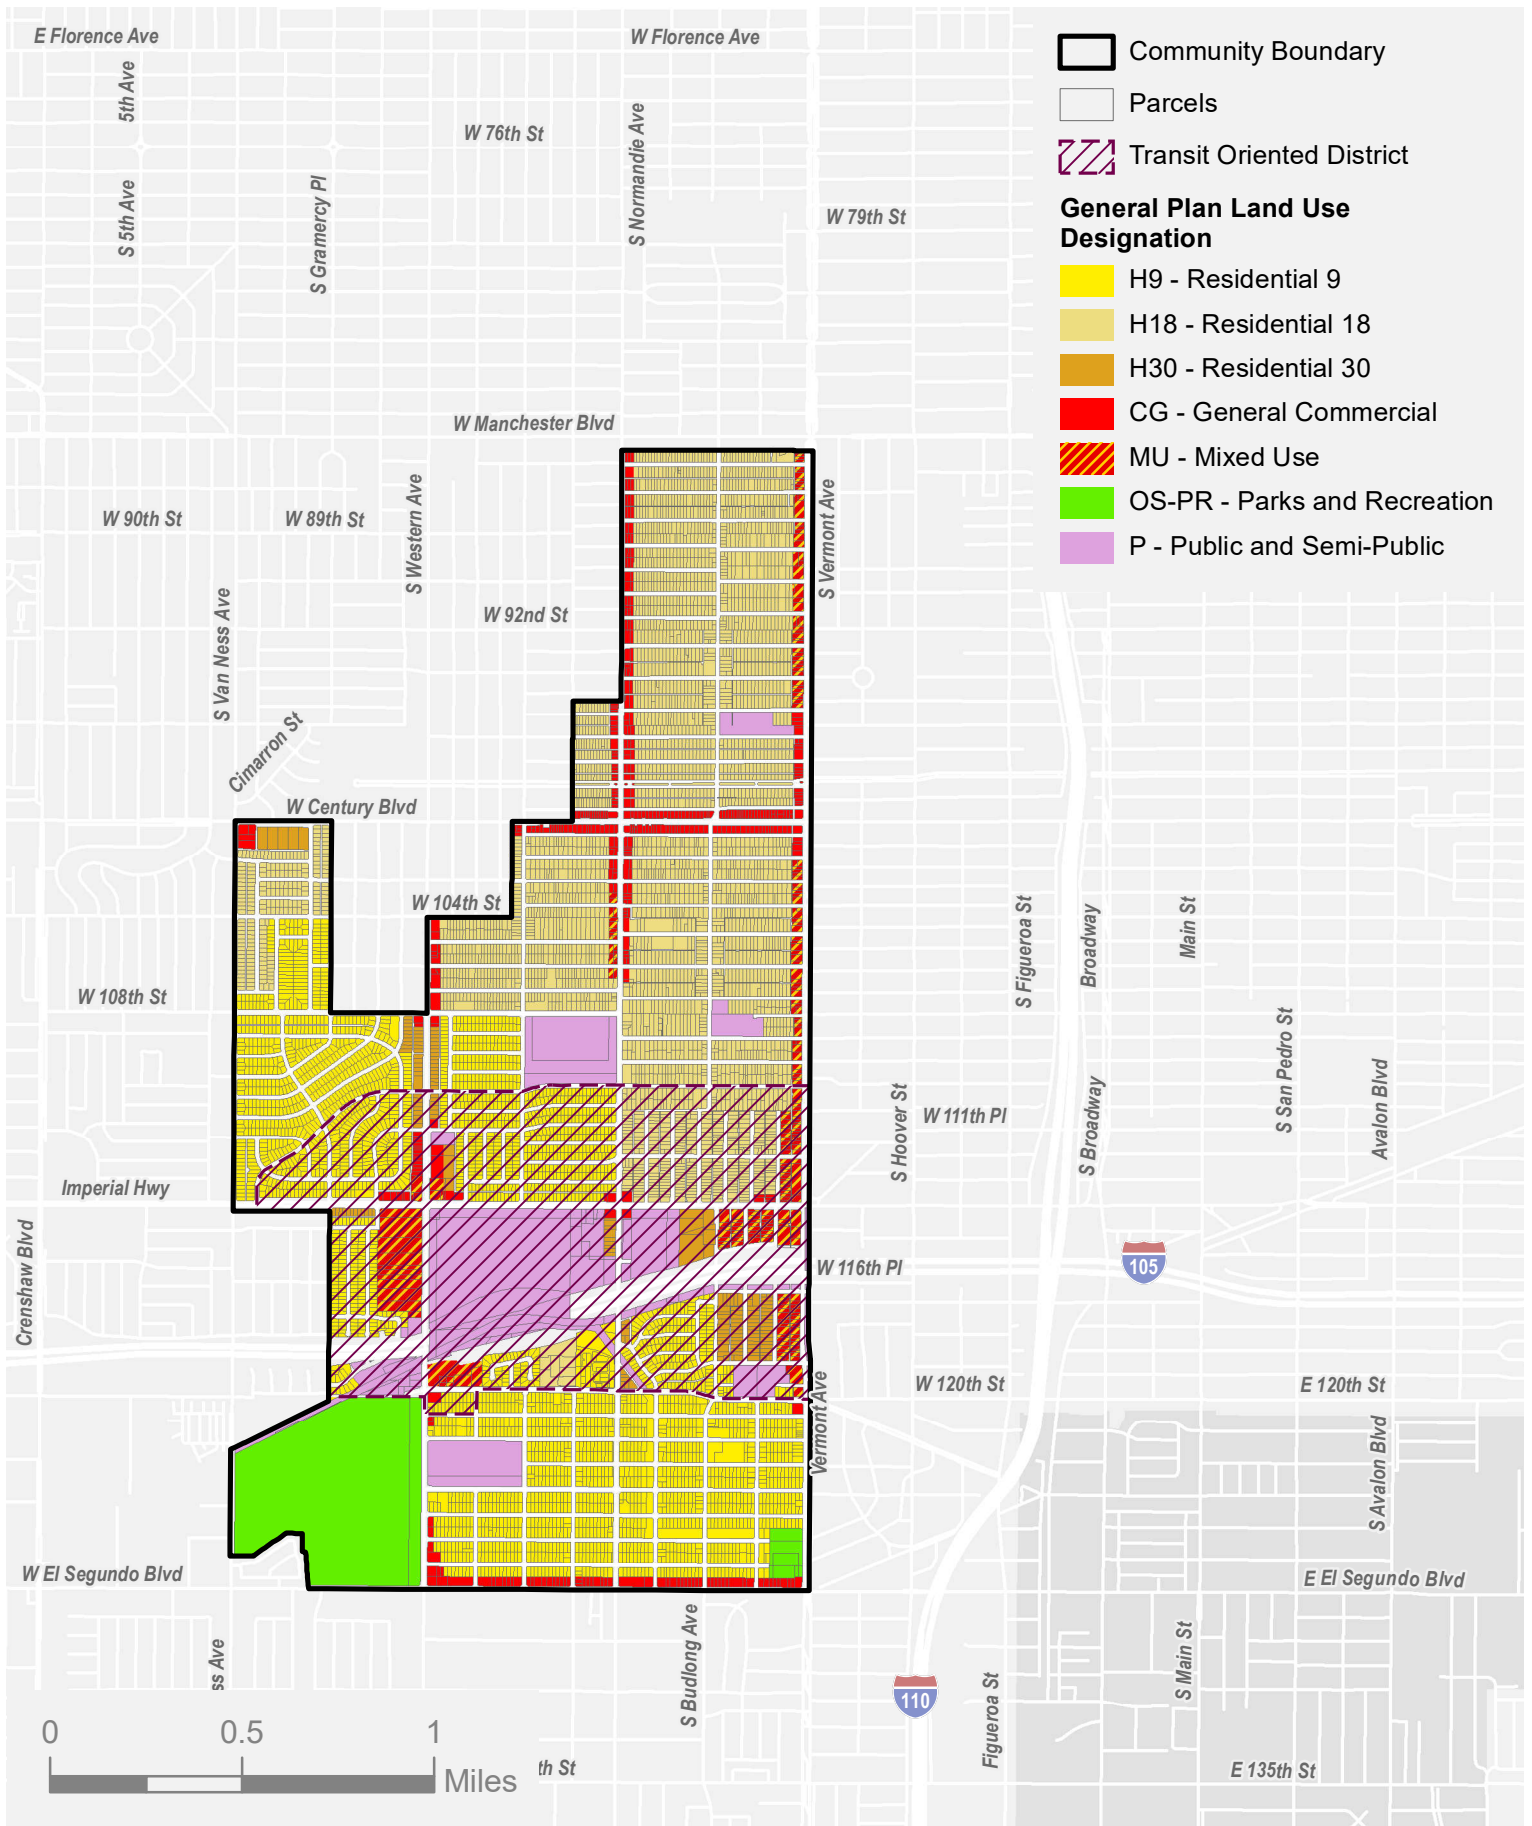 E Florence Ave
W Florence Ave
5th Ave
W 76th St
S Normandie Ave
S 5th Ave
S Gramercy Pl
W 79th St
Community Boundary
Parcels
Transit Oriented District
General Plan Land Use
Designation
H9 - Residential 9
H18 - Residential 18
H30 - Residential 30
CG - General Commercial
MU - Mixed Use
OS-PR - Parks and Recreation
P - Public and Semi-Public
W Manchester Blvd
W 90th St
W 89th St
S Western Ave
S Vermont Ave
W 92nd St
S Van Ness Ave
Cimarron St
W Century Blvd
W 104th St
S Figueroa St
Broadway
Main St
W 108th St
S San Pedro St
Avalon Blvd
S Hoover St
W 111th Pl
S Broadway
Imperial Hwy
Crenshaw Blvd
W 116th Pl
105
W 120th St
E 120th St
Vermont Ave
S Avalon Blvd
W El Segundo Blvd
E El Segundo Blvd
ss Ave
S Budlong Ave
S Main St
110
Figueroa St
0 0.5 1
Miles
th St
E 135th St